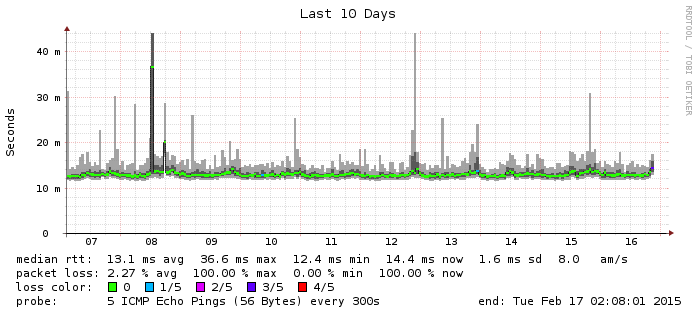 Last 10 Days
RRDTOOL / TOBI OETIKER
Seconds
40 m
30 m
20 m
10 m
0
07 08 09 10 11 12 13 14 15 16
median rtt: 13.1 ms avg 36.6 ms max 12.4 ms min 14.4 ms now 1.6 ms sd 8.0 am/s
packet loss: 2.27 % avg 100.00 % max 0.00 % min 100.00 % now
loss color: 0 1/5 2/5 3/5 4/5
probe: 5 ICMP Echo Pings (56 Bytes) every 300s end: Tue Feb 17 02:08:01 2015